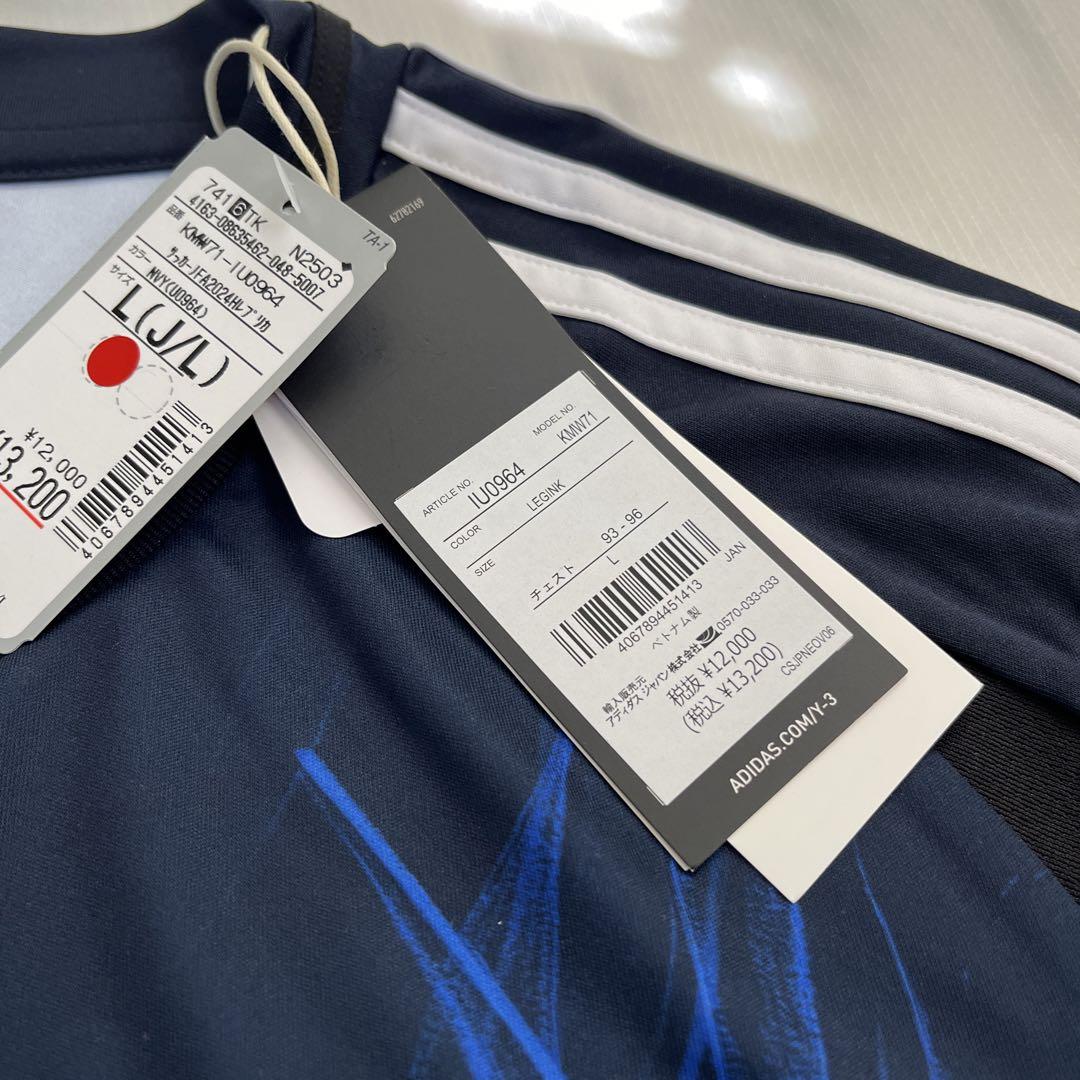 741 6 TK N2503
4163-08635462-048-5007
品番 KMW71-IU0964
ｻｯｶｰJFA2024Hﾚﾌﾟﾘｶ
カラー NVY(U0964)
サイズ L(J/L)
¥12,000
13,200
4067894451413
TA-1
62782169
ARTICLE NO. MODEL NO.
IU0964 KMW71
COLOR LEGINK
SIZE
チェスト 93 - 96
L
JAN
4067894451413
ベトナム製
輸入販売元
アディダス ジャパン株式会社 0570-033-033
税抜 ¥12,000
(税込 ¥13,200)
CSJPNEOV06
ADIDAS.COM/Y-3